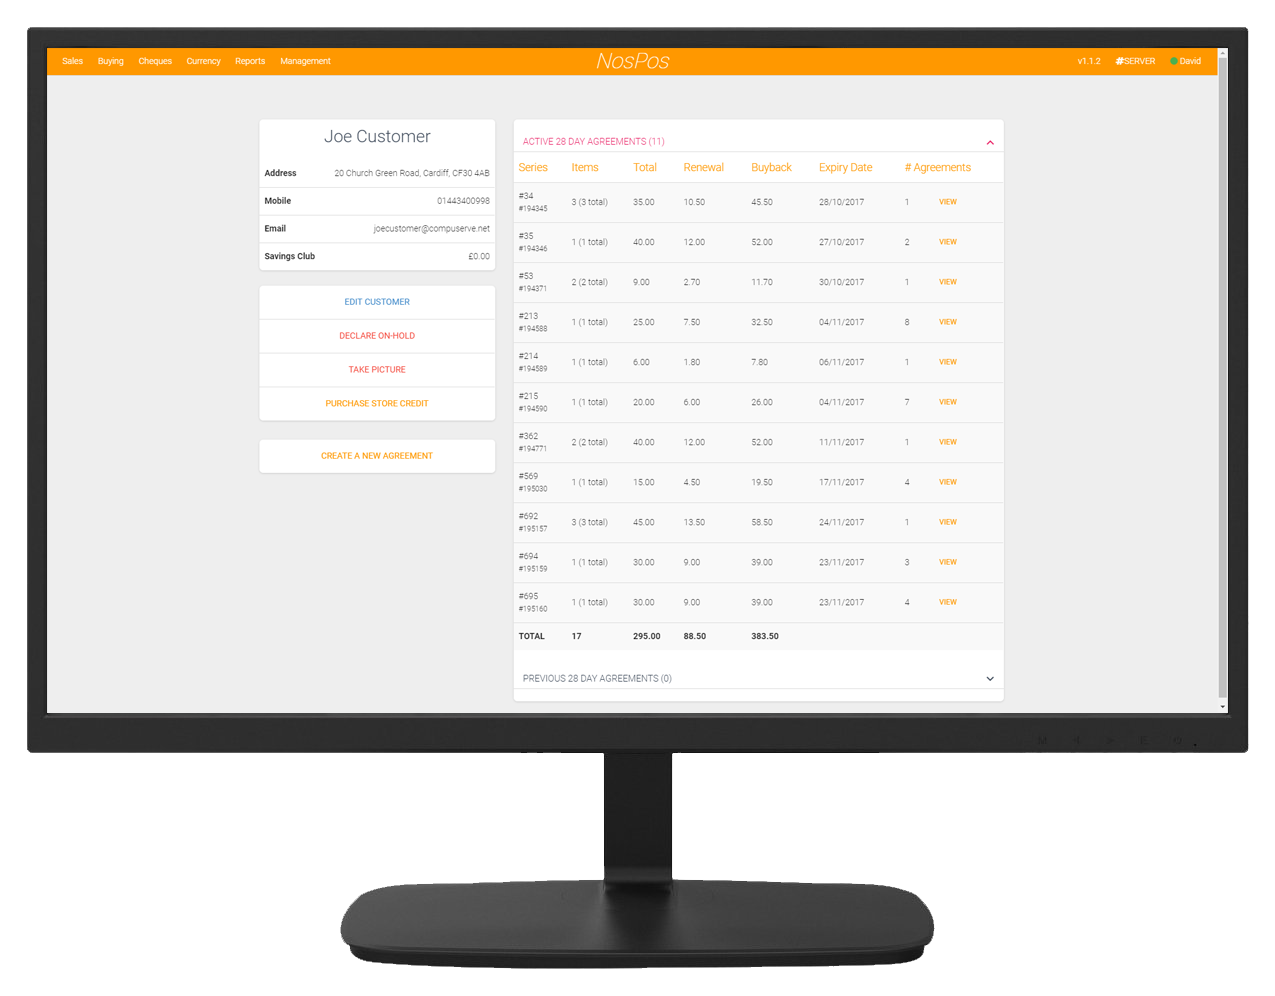 Sales Buying Cheques Currency Reports Management NosPos v1.1.2 #SERVER David
Joe Customer
Address 20 Church Green Road, Cardiff, CF30 4AB
Mobile 01443400998
Email joecustomer@compuserve.net
Savings Club £0.00
EDIT CUSTOMER
DECLARE ON-HOLD
TAKE PICTURE
PURCHASE STORE CREDIT
CREATE A NEW AGREEMENT
ACTIVE 28 DAY AGREEMENTS (11)
Series Items Total Renewal Buyback Expiry Date # Agreements
#34
#194345 3 (3 total) 35.00 10.50 45.50 28/10/2017 1 VIEW
#35
#194346 1 (1 total) 40.00 12.00 52.00 27/10/2017 2 VIEW
#53
#194371 2 (2 total) 9.00 2.70 11.70 30/10/2017 1 VIEW
#213
#194588 1 (1 total) 25.00 7.50 32.50 04/11/2017 8 VIEW
#214
#194589 1 (1 total) 6.00 1.80 7.80 06/11/2017 1 VIEW
#215
#194590 1 (1 total) 20.00 6.00 26.00 04/11/2017 7 VIEW
#362
#194771 2 (2 total) 40.00 12.00 52.00 11/11/2017 1 VIEW
#569
#195030 1 (1 total) 15.00 4.50 19.50 17/11/2017 4 VIEW
#692
#195157 3 (3 total) 45.00 13.50 58.50 24/11/2017 1 VIEW
#694
#195159 1 (1 total) 30.00 9.00 39.00 23/11/2017 3 VIEW
#695
#195160 1 (1 total) 30.00 9.00 39.00 23/11/2017 4 VIEW
TOTAL 17 295.00 88.50 383.50
PREVIOUS 28 DAY AGREEMENTS (0)